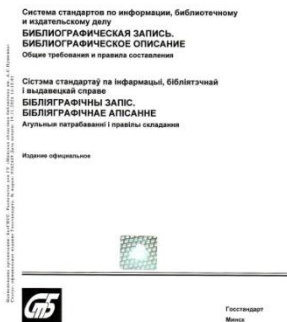 Система стандартов по информации, библиотечному
и издательскому делу
БИБЛИОГРАФИЧЕСКАЯ ЗАПИСЬ.
БИБЛИОГРАФИЧЕСКОЕ ОПИСАНИЕ
Общие требования и правила составления
Сістэма стандартаў па інфармацыі, бібліятэчнай
і выдавецкай справе
БІБЛІЯГРАФІЧНЫ ЗАПІС.
БІБЛІЯГРАФІЧНАЕ АПІСАННЕ
Агульныя патрабаванні і правілы складання
Издание официальное
СТБ
Госстандарт
Минск